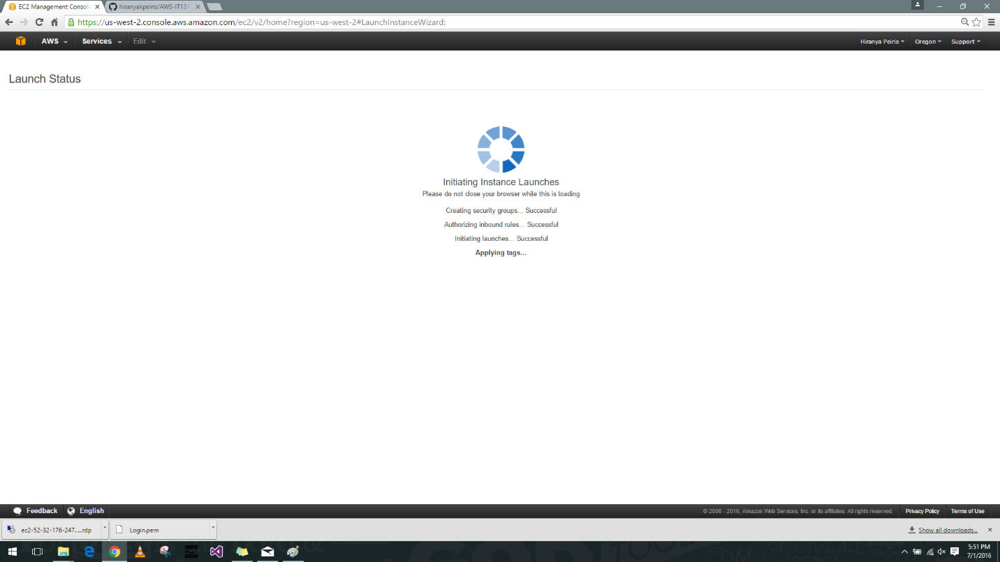 EC2 Management Console
hiranyakpeiris/AWS-IT131
https://us-west-2.console.aws.amazon.com/ec2/v2/home?region=us-west-2#LaunchInstanceWizard:
AWS Services Edit Hiranya Peiris Oregon Support
Launch Status
Initiating Instance Launches
Please do not close your browser while this is loading
Creating security groups... Successful
Authorizing inbound rules... Successful
Initiating launches... Successful
Applying tags...
Feedback English © 2008 - 2016, Amazon Web Services, Inc. or its affiliates. All rights reserved. Privacy Policy Terms of Use
ec2-52-32-176-247.....rdp Login.pem Show all downloads...
5:51 PM
7/1/2016